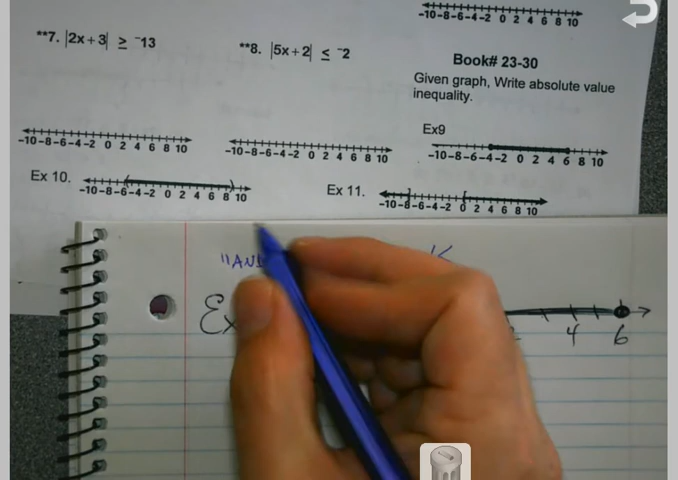 -10-8-6-4-2 0 2 4 6 8 10
**7. |2x+3| ≥ ⁻13
**8. |5x+2| ≤ ⁻2
Book# 23-30
Given graph, Write absolute value
inequality.
Ex9
-10-8-6-4-2 0 2 4 6 8 10
-10-8-6-4-2 0 2 4 6 8 10
-10-8-6-4-2 0 2 4 6 8 10
Ex 10.
-10-8-6-4-2 0 2 4 6 8 10
Ex 11.
-10-8-6-4-2 0 2 4 6 8 10
4 6